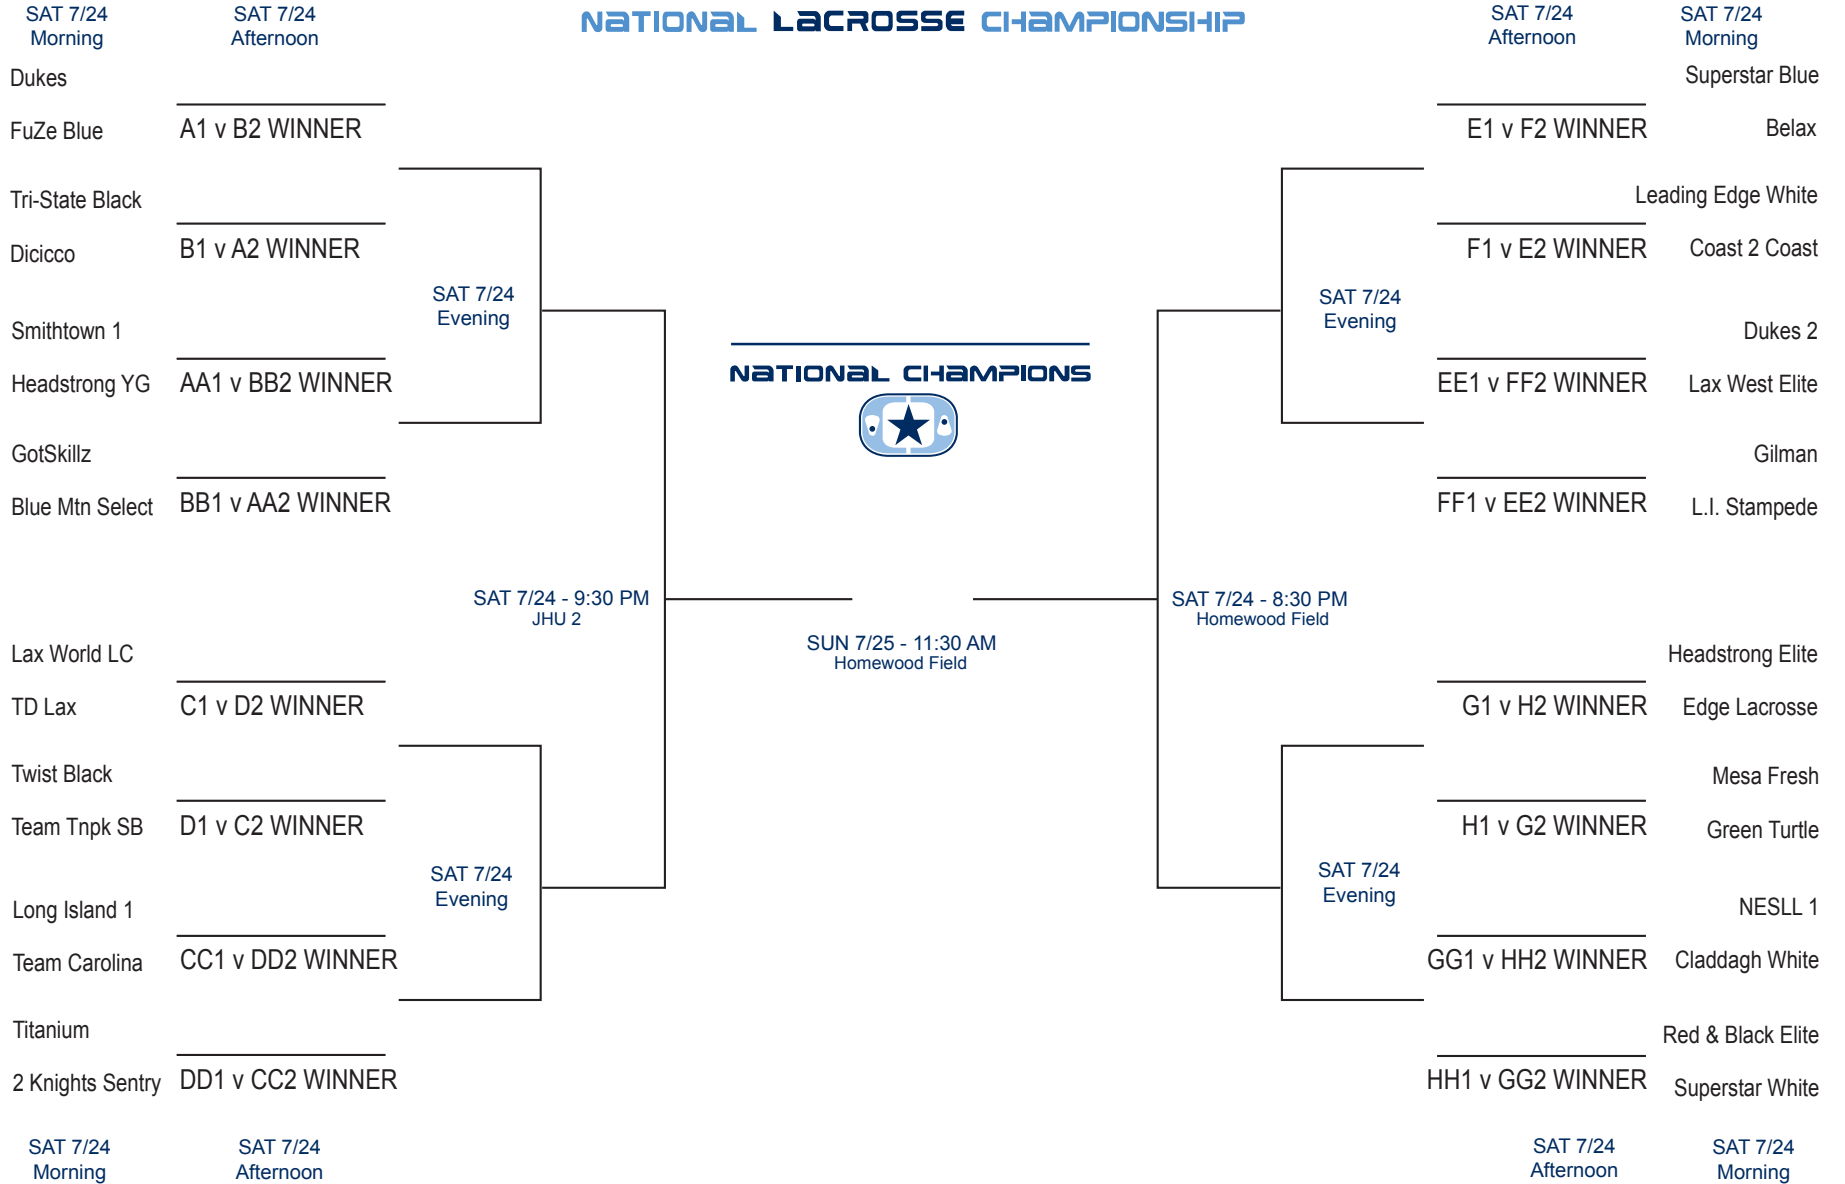 SAT 7/24
Morning
SAT 7/24
Afternoon
NATIONAL LACROSSE CHAMPIONSHIP
SAT 7/24
Afternoon
SAT 7/24
Morning
Dukes
FuZe Blue
A1 v B2 WINNER
Tri-State Black
Dicicco
B1 v A2 WINNER
SAT 7/24
Evening
Smithtown 1
Headstrong YG
AA1 v BB2 WINNER
GotSkillz
Blue Mtn Select
BB1 v AA2 WINNER
SAT 7/24 - 9:30 PM
JHU 2
Lax World LC
TD Lax
C1 v D2 WINNER
Twist Black
Team Tnpk SB
D1 v C2 WINNER
SAT 7/24
Evening
Long Island 1
Team Carolina
CC1 v DD2 WINNER
Titanium
2 Knights Sentry
DD1 v CC2 WINNER
SAT 7/24
Morning
SAT 7/24
Afternoon
NATIONAL CHAMPIONS
SUN 7/25 - 11:30 AM
Homewood Field
Superstar Blue
E1 v F2 WINNER
Belax
Leading Edge White
F1 v E2 WINNER
Coast 2 Coast
SAT 7/24
Evening
Dukes 2
EE1 v FF2 WINNER
Lax West Elite
Gilman
FF1 v EE2 WINNER
L.I. Stampede
SAT 7/24 - 8:30 PM
Homewood Field
Headstrong Elite
G1 v H2 WINNER
Edge Lacrosse
Mesa Fresh
H1 v G2 WINNER
Green Turtle
SAT 7/24
Evening
NESLL 1
GG1 v HH2 WINNER
Claddagh White
Red & Black Elite
HH1 v GG2 WINNER
Superstar White
SAT 7/24
Afternoon
SAT 7/24
Morning